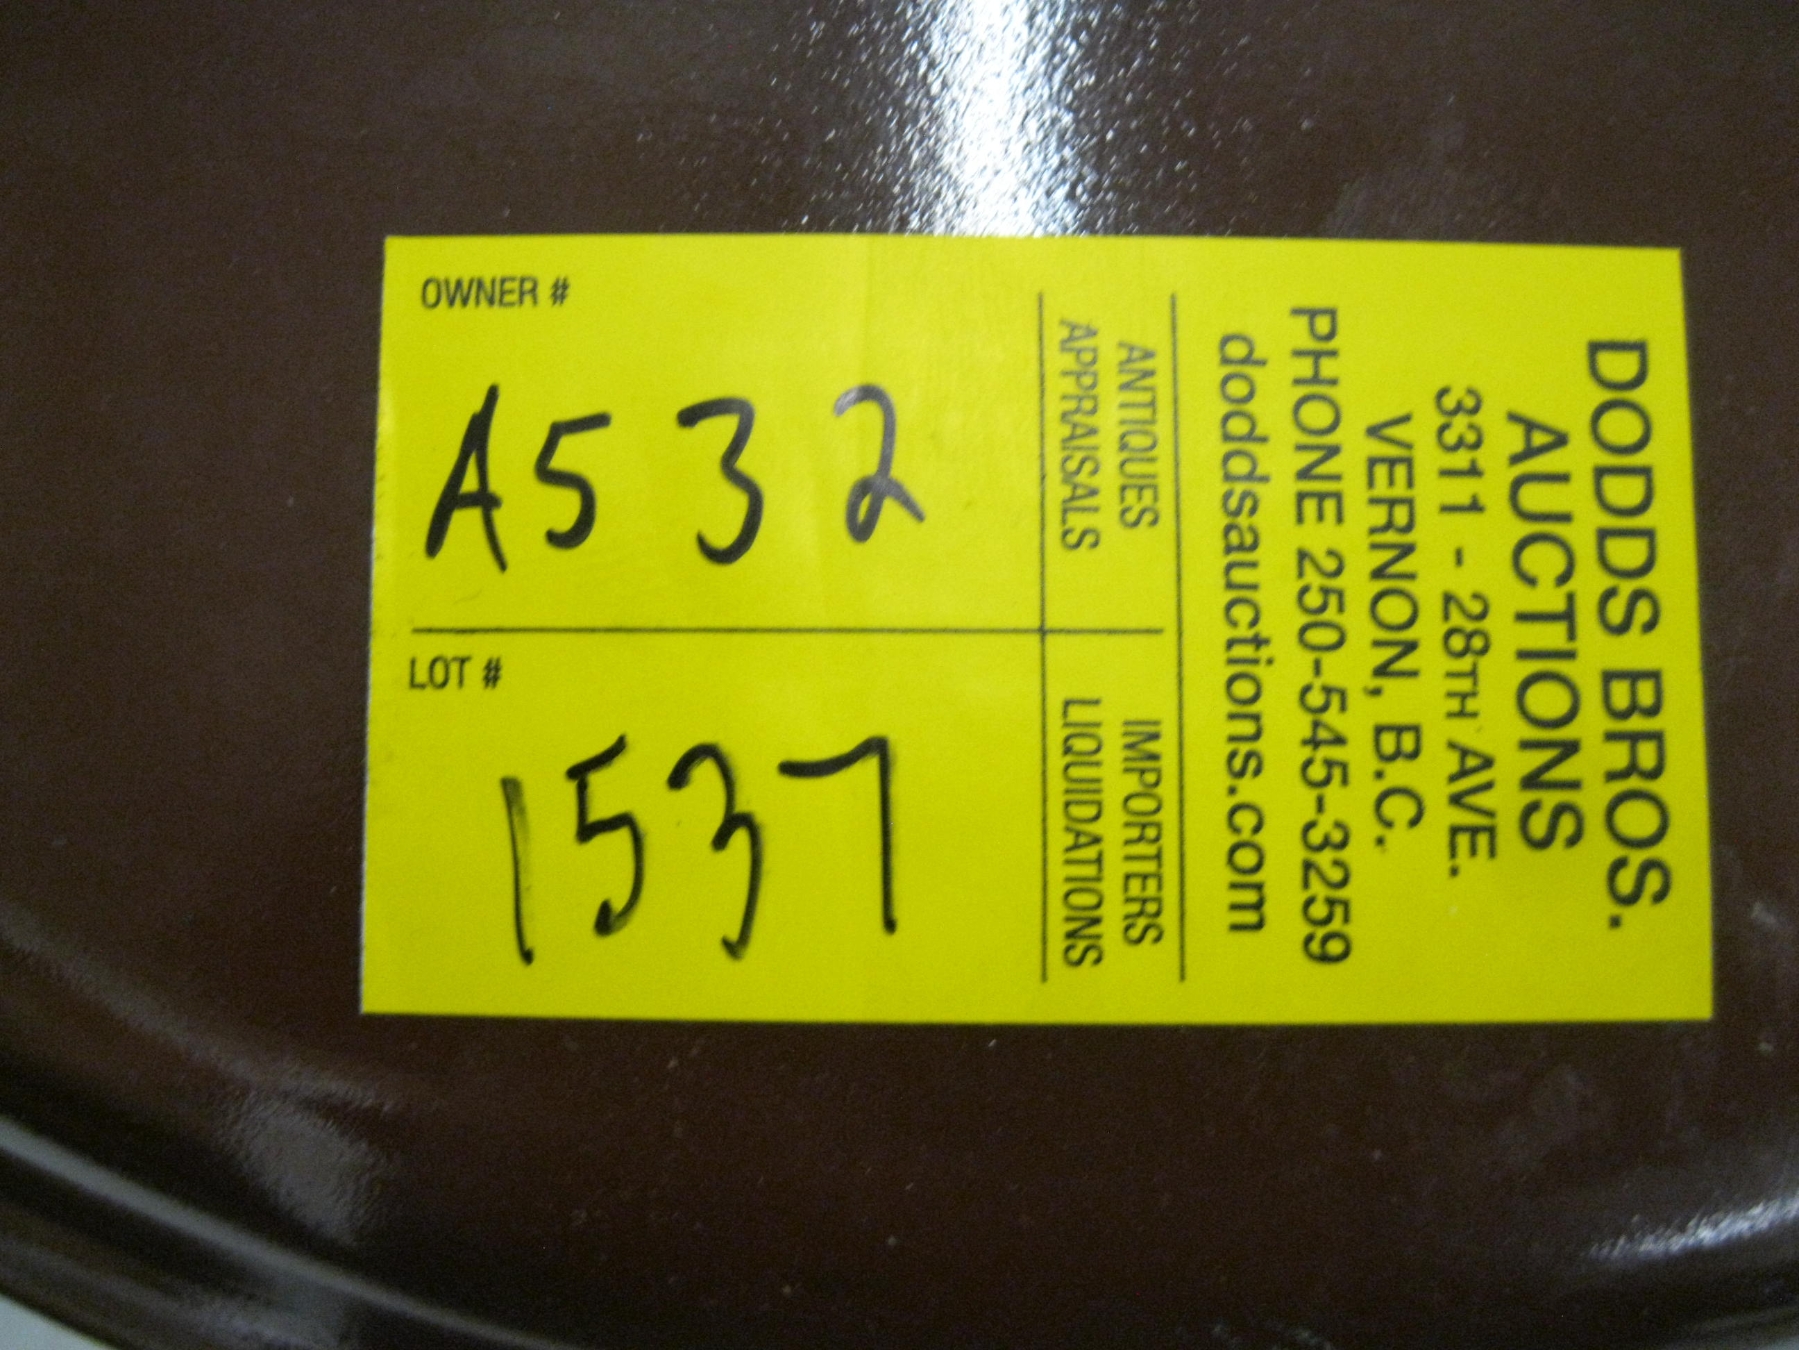 DODDS BROS.
AUCTIONS
3311 - 28TH AVE.
VERNON, B.C.
PHONE 250-545-3259
doddsauctions.com
ANTIQUES
APPRAISALS
IMPORTERS
LIQUIDATIONS
OWNER #
A532
LOT #
1537